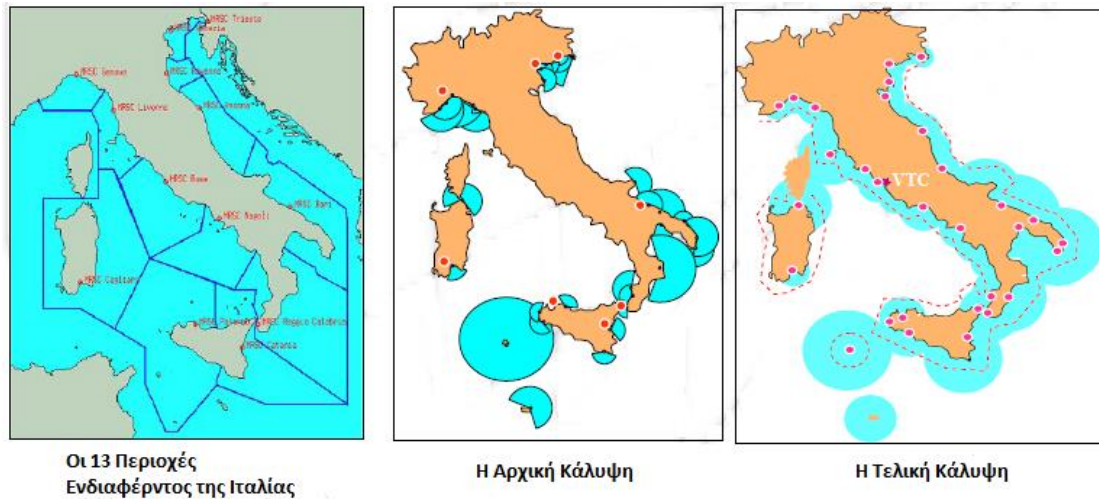 MRSC Trieste
MRSC Genova
MRSC Ravenna
MRSC Livorno
MRSC Ancona
MRSC Roma
MRSC Bari
MRSC Napoli
MRSC Cagliari
MRSC Palermo
MRSC Reggio Calabria
MRSC Catania
VTC
Οι 13 Περιοχές
Ενδιαφέρντος της Ιταλίας
Η Αρχική Κάλυψη
Η Τελική Κάλυψη